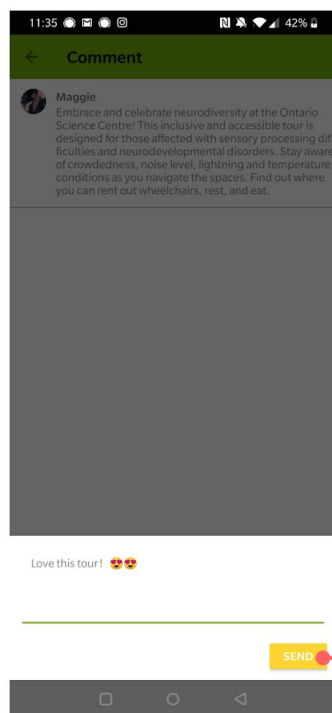 11:35
42%
Comment
Maggie
Embrace and celebrate neurodiversity at the Ontario
Science Centre! This inclusive and accessible tour is
designed for those affected with sensory processing dif
ficulties and neurodevelopmental disorders. Stay aware
of crowdedness, noise level, lightning and temperature
conditions as you navigate the spaces. Find out where
you can rent out wheelchairs, rest, and eat.
Love this tour! 😍😍
SEND